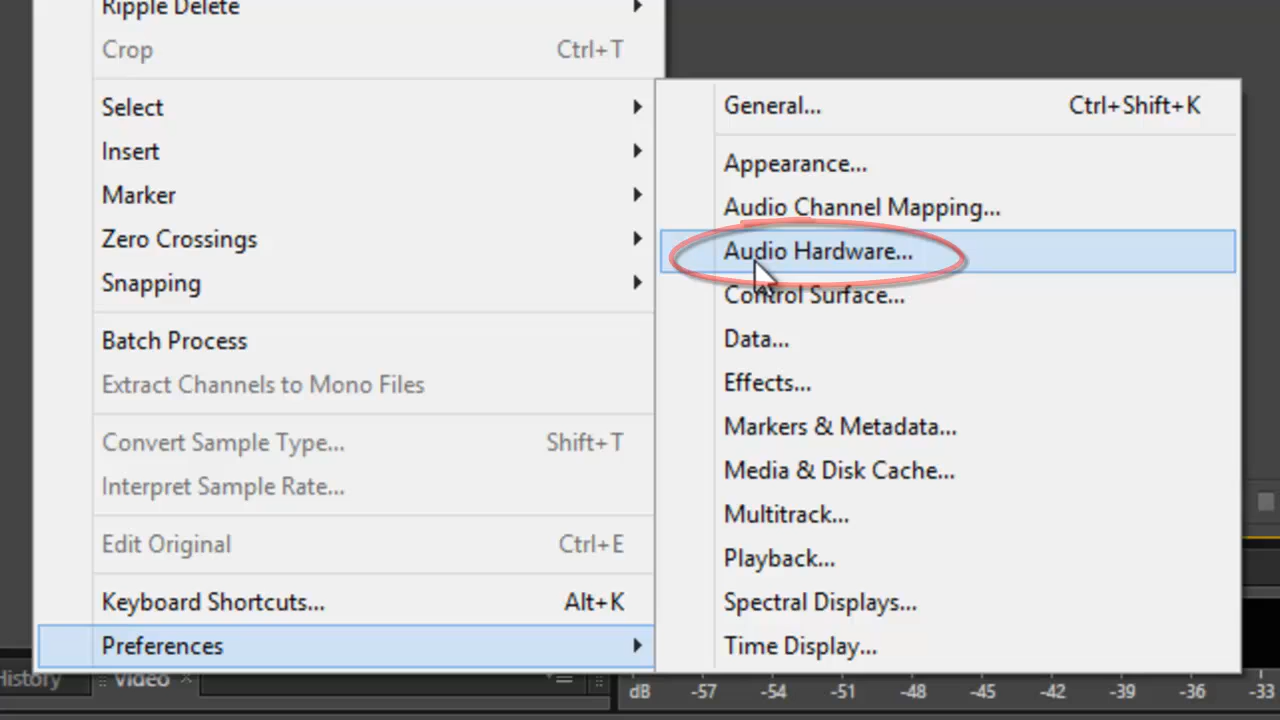 Ripple Delete
Crop Ctrl+T
Select
Insert
Marker
Zero Crossings
Snapping
Batch Process
Extract Channels to Mono Files
Convert Sample Type... Shift+T
Interpret Sample Rate...
Edit Original Ctrl+E
Keyboard Shortcuts... Alt+K
Preferences
General... Ctrl+Shift+K
Appearance...
Audio Channel Mapping...
Audio Hardware...
Control Surface...
Data...
Effects...
Markers & Metadata...
Media & Disk Cache...
Multitrack...
Playback...
Spectral Displays...
Time Display...
History Video
dB -57 -54 -51 -48 -45 -42 -39 -36 -33